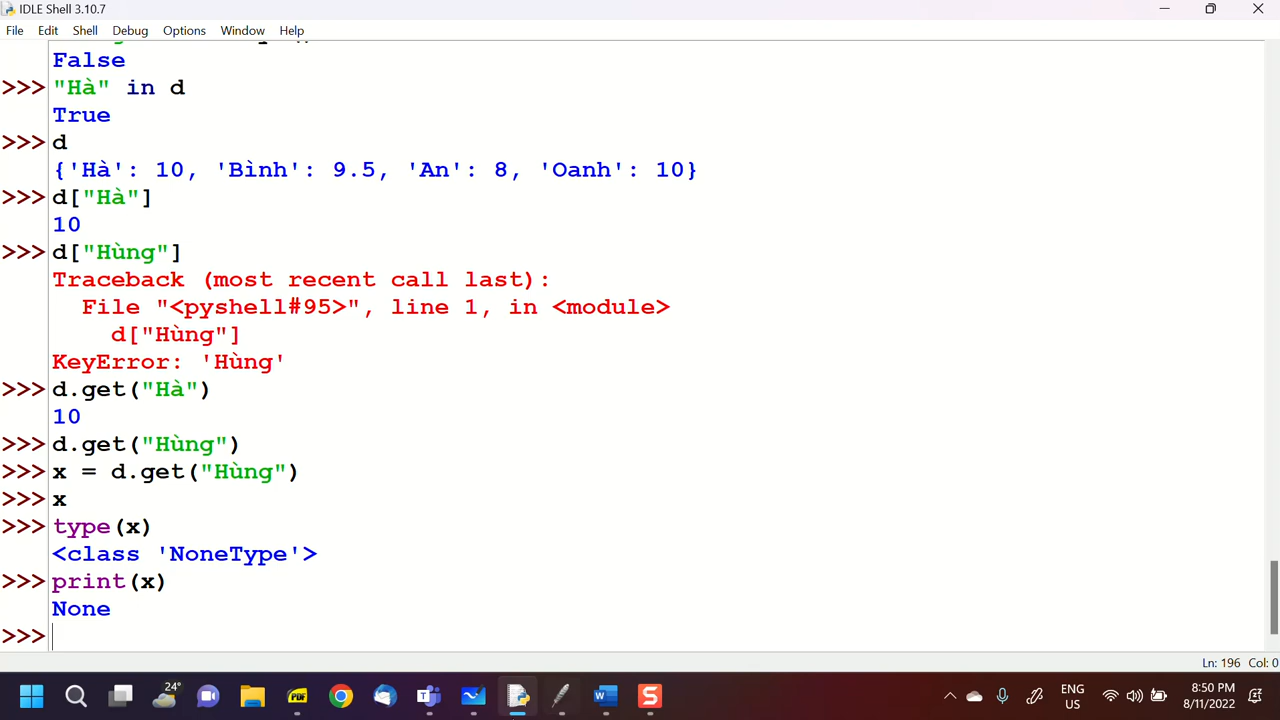 IDLE Shell 3.10.7
File Edit Shell Debug Options Window Help
False
>>> "Hà" in d
True
>>> d
{'Hà': 10, 'Bình': 9.5, 'An': 8, 'Oanh': 10}
>>> d["Hà"]
10
>>> d["Hùng"]
Traceback (most recent call last):
  File "<pyshell#95>", line 1, in <module>
    d["Hùng"]
KeyError: 'Hùng'
>>> d.get("Hà")
10
>>> d.get("Hùng")
>>> x = d.get("Hùng")
>>> x
>>> type(x)
<class 'NoneType'>
>>> print(x)
None
>>>
Ln: 196 Col: 0
24°
PDF
ENG
US
8:50 PM
8/11/2022